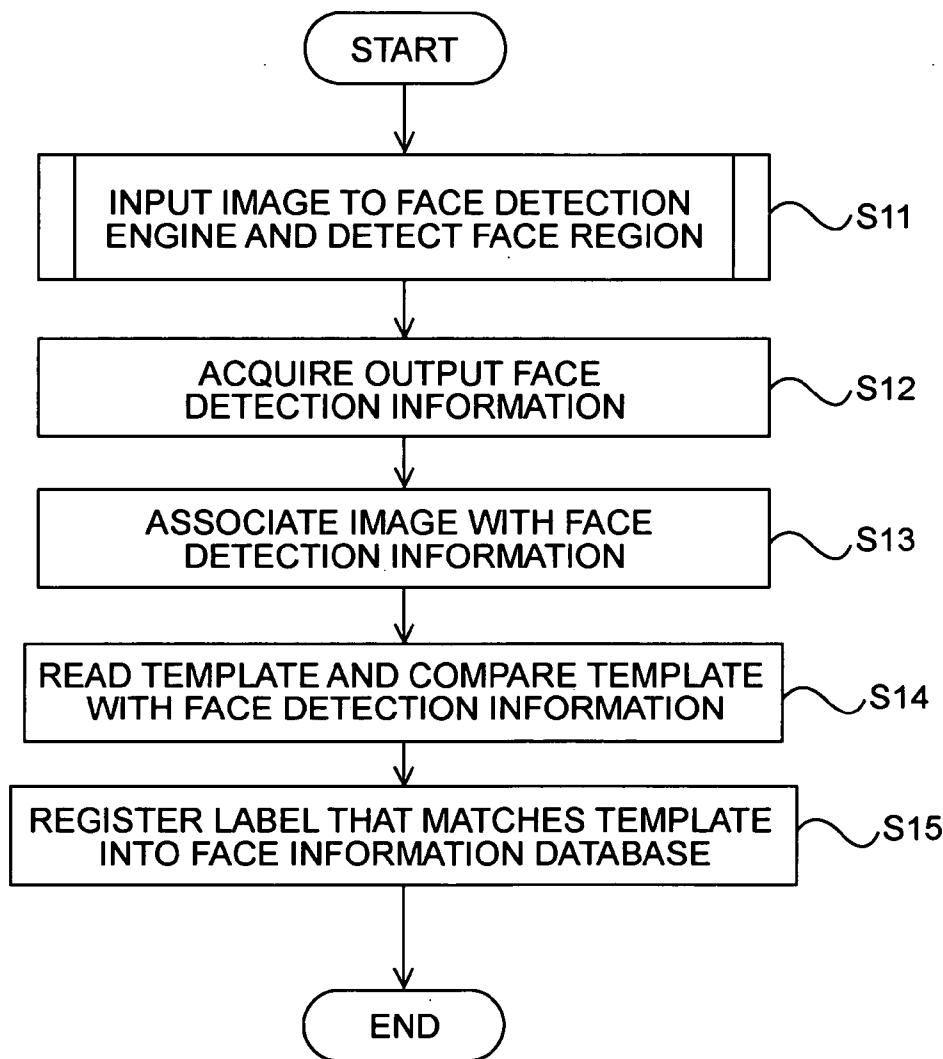 START
INPUT IMAGE TO FACE DETECTION
ENGINE AND DETECT FACE REGION
S11
ACQUIRE OUTPUT FACE
DETECTION INFORMATION
S12
ASSOCIATE IMAGE WITH FACE
DETECTION INFORMATION
S13
READ TEMPLATE AND COMPARE TEMPLATE
WITH FACE DETECTION INFORMATION
S14
REGISTER LABEL THAT MATCHES TEMPLATE
INTO FACE INFORMATION DATABASE
S15
END